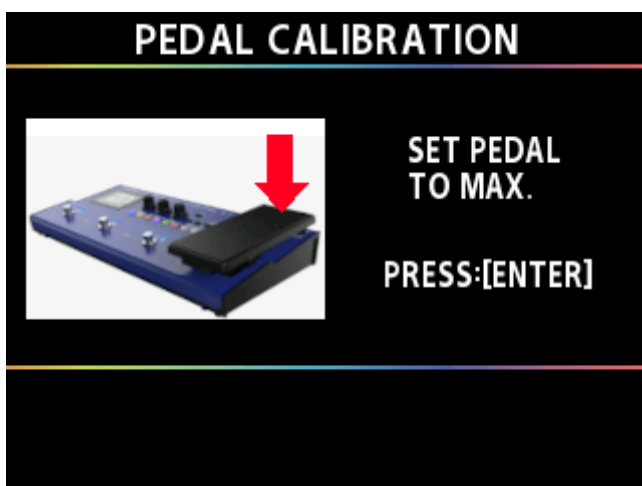 PEDAL CALIBRATION
SET PEDAL
TO MAX.
PRESS:[ENTER]